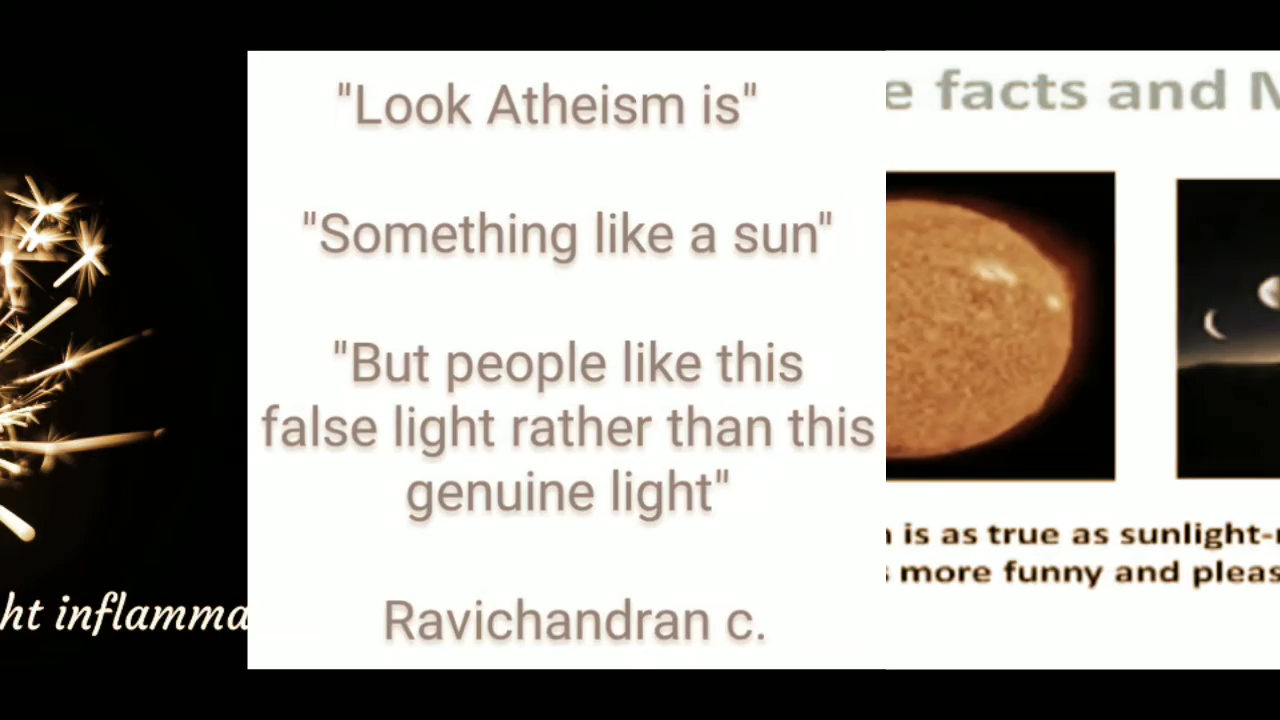 "Look Atheism is"
"Something like a sun"
"But people like this
false light rather than this
genuine light"
Ravichandran c.
e facts and
is as true as sunlight-
more funny and pleas
ht inflamma